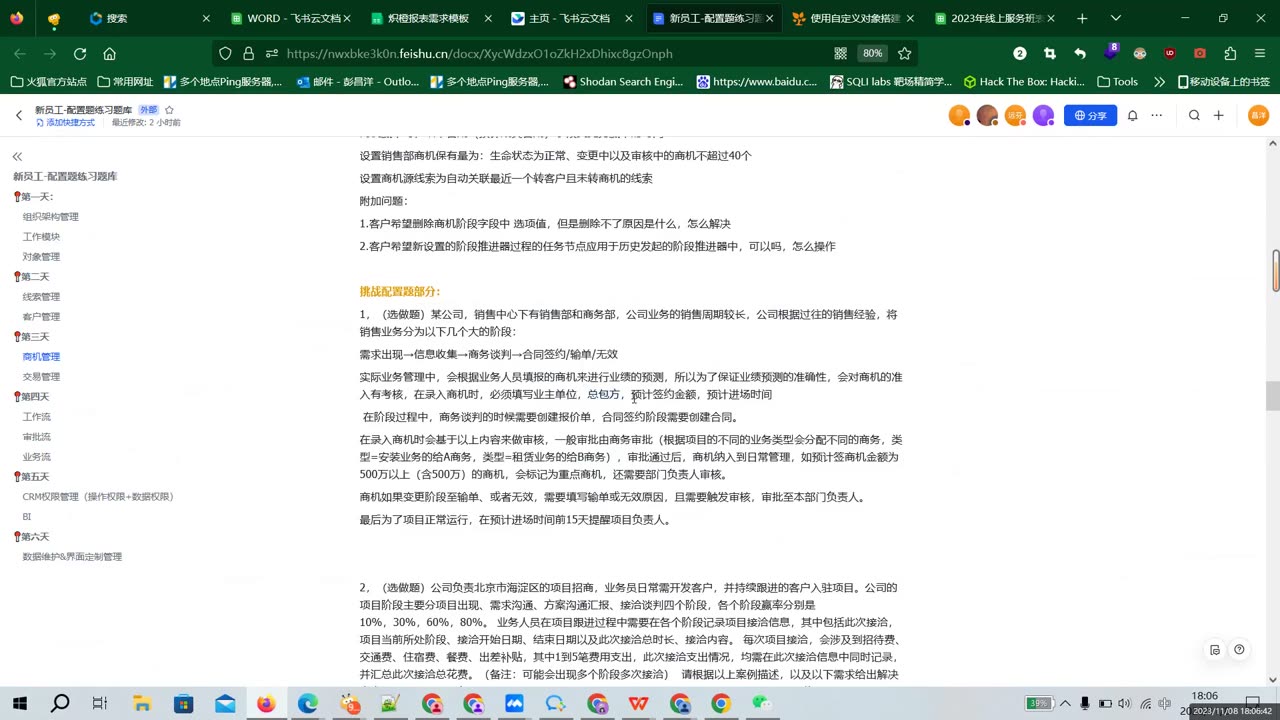 搜索
WORD - 飞书云文档
织橙报表需求模板
主页 - 飞书云文档
新员工-配置题练习题
使用自定义对象搭建
2023年线上服务班
https://nwxbke3k0n.feishu.cn/docx/XycWdzxO1oZkH2xDhixc8gzOnph
80%
2
8
火狐官方站点
常用网址
多个地点Ping服务器,...
邮件 - 彭昌洋 - Outlo...
多个地点Ping服务器,...
Shodan Search Engi...
https://www.baidu.c...
SQLI labs 靶场精简学...
Hack The Box: Hacki...
Tools
移动设备上的书签
新员工-配置题练习题库
外部
添加快捷方式
最近修改: 2 小时前
分享
昌洋
新员工-配置题练习题库
第一天:
组织架构管理
工作模块
对象管理
第二天
线索管理
客户管理
第三天
商机管理
交易管理
第四天
工作流
审批流
业务流
第五天
CRM权限管理（操作权限+数据权限）
BI
第六天
数据维护&界面定制管理
设置销售部商机保有量为：生命状态为正常、变更中以及审核中的商机不超过40个
设置商机源线索为自动关联最近一个转客户且未转商机的线索
附加问题：
1.客户希望删除商机阶段字段中 选项值，但是删除不了原因是什么，怎么解决
2.客户希望新设置的阶段推进器过程的任务节点应用于历史发起的阶段推进器中，可以吗，怎么操作
挑战配置题部分：
1，（选做题）某公司，销售中心下有销售部和商务部，公司业务的销售周期较长，公司根据过往的销售经验，将
销售业务分为以下几个大的阶段：
需求出现→信息收集→商务谈判→合同签约/输单/无效
实际业务管理中，会根据业务人员填报的商机来进行业绩的预测，所以为了保证业绩预测的准确性，会对商机的准
入有考核，在录入商机时，必须填写业主单位，总包方，预计签约金额，预计进场时间
在阶段过程中，商务谈判的时候需要创建报价单，合同签约阶段需要创建合同。
在录入商机时会基于以上内容来做审核，一般审批由商务审批（根据项目的不同的业务类型会分配不同的商务，类
型=安装业务的给A商务，类型=租赁业务的给B商务），审批通过后，商机纳入到日常管理，如预计签商机金额为
500万以上（含500万）的商机，会标记为重点商机，还需要部门负责人审核。
商机如果变更阶段至输单、或者无效，需要填写输单或无效原因，且需要触发审核，审批至本部门负责人。
最后为了项目正常运行，在预计进场时间前15天提醒项目负责人。
2，（选做题）公司负责北京市海淀区的项目招商，业务员日常需开发客户，并持续跟进的客户入驻项目。公司的
项目阶段主要分项目出现、需求沟通、方案沟通汇报、接洽谈判四个阶段，各个阶段赢率分别是
10%，30%，60%，80%。 业务人员在项目跟进过程中需要在各个阶段记录项目接洽信息，其中包括此次接洽，
项目当前所处阶段、接洽开始日期、结束日期以及此次接洽总时长、接洽内容。 每次项目接洽，会涉及到招待费、
交通费、住宿费、餐费、出差补贴，其中1到5笔费用支出，此次接洽支出情况，均需在此次接洽信息中同时记录，
并汇总此次接洽总花费。（备注：可能会出现多个阶段多次接洽） 请根据以上案例描述，以及以下需求给出解决
39%
18:06
2023/11/08 18:06:42